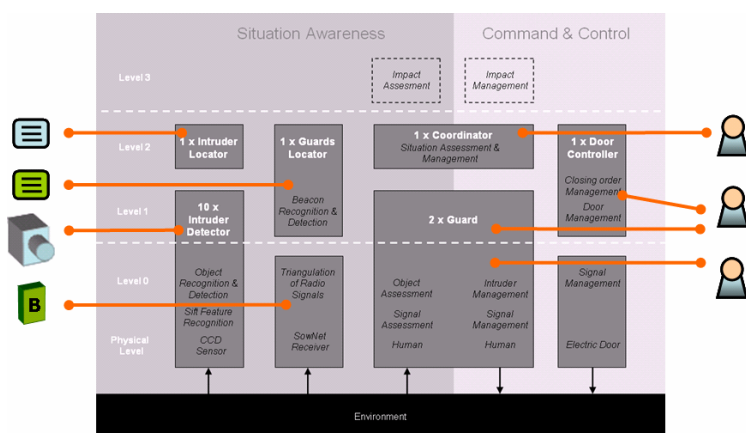 Situation Awareness
Command & Control
Level 3
Impact
Assesment
Impact
Management
Level 2
1 x Intruder
Locator
1 x Guards
Locator
1 x Coordinator
Situation Assessment &
Management
1 x Door
Controller
Level 1
10 x
Intruder
Detector
Beacon
Recognition &
Detection
2 x Guard
Closing order
Management
Door
Management
Level 0
Object
Recognition &
Detection
Sift Feature
Recognition
Triangulation
of Radio
Signals
Object
Assessment
Signal
Assessment
Intruder
Management
Signal
Management
Signal
Management
Physical
Level
CCD
Sensor
SowNet
Receiver
Human
Human
Electric Door
B
Environment